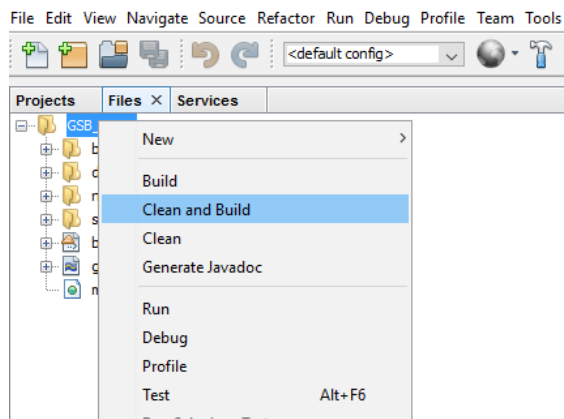 File Edit View Navigate Source Refactor Run Debug Profile Team Tools
<default config>
Projects Files × Services
GSB_
New >
b
Build
d
n
Clean and Build
s
b
Clean
g
Generate Javadoc
n
Run
Debug
Profile
Test Alt+F6